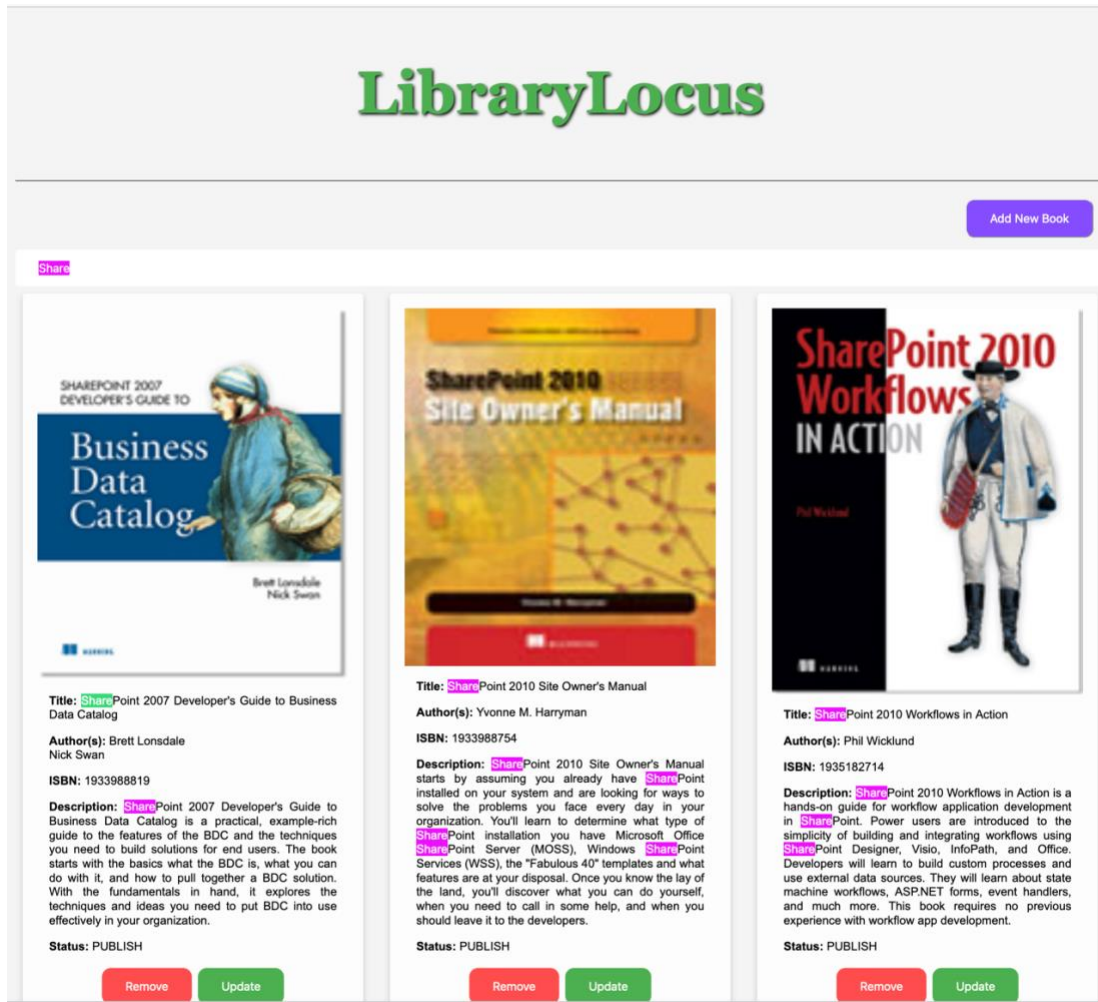 LibraryLocus
Add New Book
Share
SHAREPOINT 2007
DEVELOPER'S GUIDE TO
Business
Data
Catalog
Brett Lonsdale
Nick Swan
MANNING
Title: SharePoint 2007 Developer's Guide to Business
Data Catalog
Author(s): Brett Lonsdale
Nick Swan
ISBN: 1933988819
Description: SharePoint 2007 Developer's Guide to
Business Data Catalog is a practical, example-rich
guide to the features of the BDC and the techniques
you need to build solutions for end users. The book
starts with the basics what the BDC is, what you can
do with it, and how to pull together a BDC solution.
With the fundamentals in hand, it explores the
techniques and ideas you need to put BDC into use
effectively in your organization.
Status: PUBLISH
Remove
Update
SharePoint 2010
Site Owner's Manual
Title: SharePoint 2010 Site Owner's Manual
Author(s): Yvonne M. Harryman
ISBN: 1933988754
Description: SharePoint 2010 Site Owner's Manual
starts by assuming you already have SharePoint
installed on your system and are looking for ways to
solve the problems you face every day in your
organization. You'll learn to determine what type of
SharePoint installation you have Microsoft Office
SharePoint Server (MOSS), Windows SharePoint
Services (WSS), the "Fabulous 40" templates and what
features are at your disposal. Once you know the lay of
the land, you'll discover what you can do yourself,
when you need to call in some help, and when you
should leave it to the developers.
Status: PUBLISH
Remove
Update
SharePoint 2010
Workflows
IN ACTION
Phil Wicklund
MANNING
Title: SharePoint 2010 Workflows in Action
Author(s): Phil Wicklund
ISBN: 1935182714
Description: SharePoint 2010 Workflows in Action is a
hands-on guide for workflow application development
in SharePoint. Power users are introduced to the
simplicity of building and integrating workflows using
SharePoint Designer, Visio, InfoPath, and Office.
Developers will learn to build custom processes and
use external data sources. They will learn about state
machine workflows, ASP.NET forms, event handlers,
and much more. This book requires no previous
experience with workflow app development.
Status: PUBLISH
Remove
Update